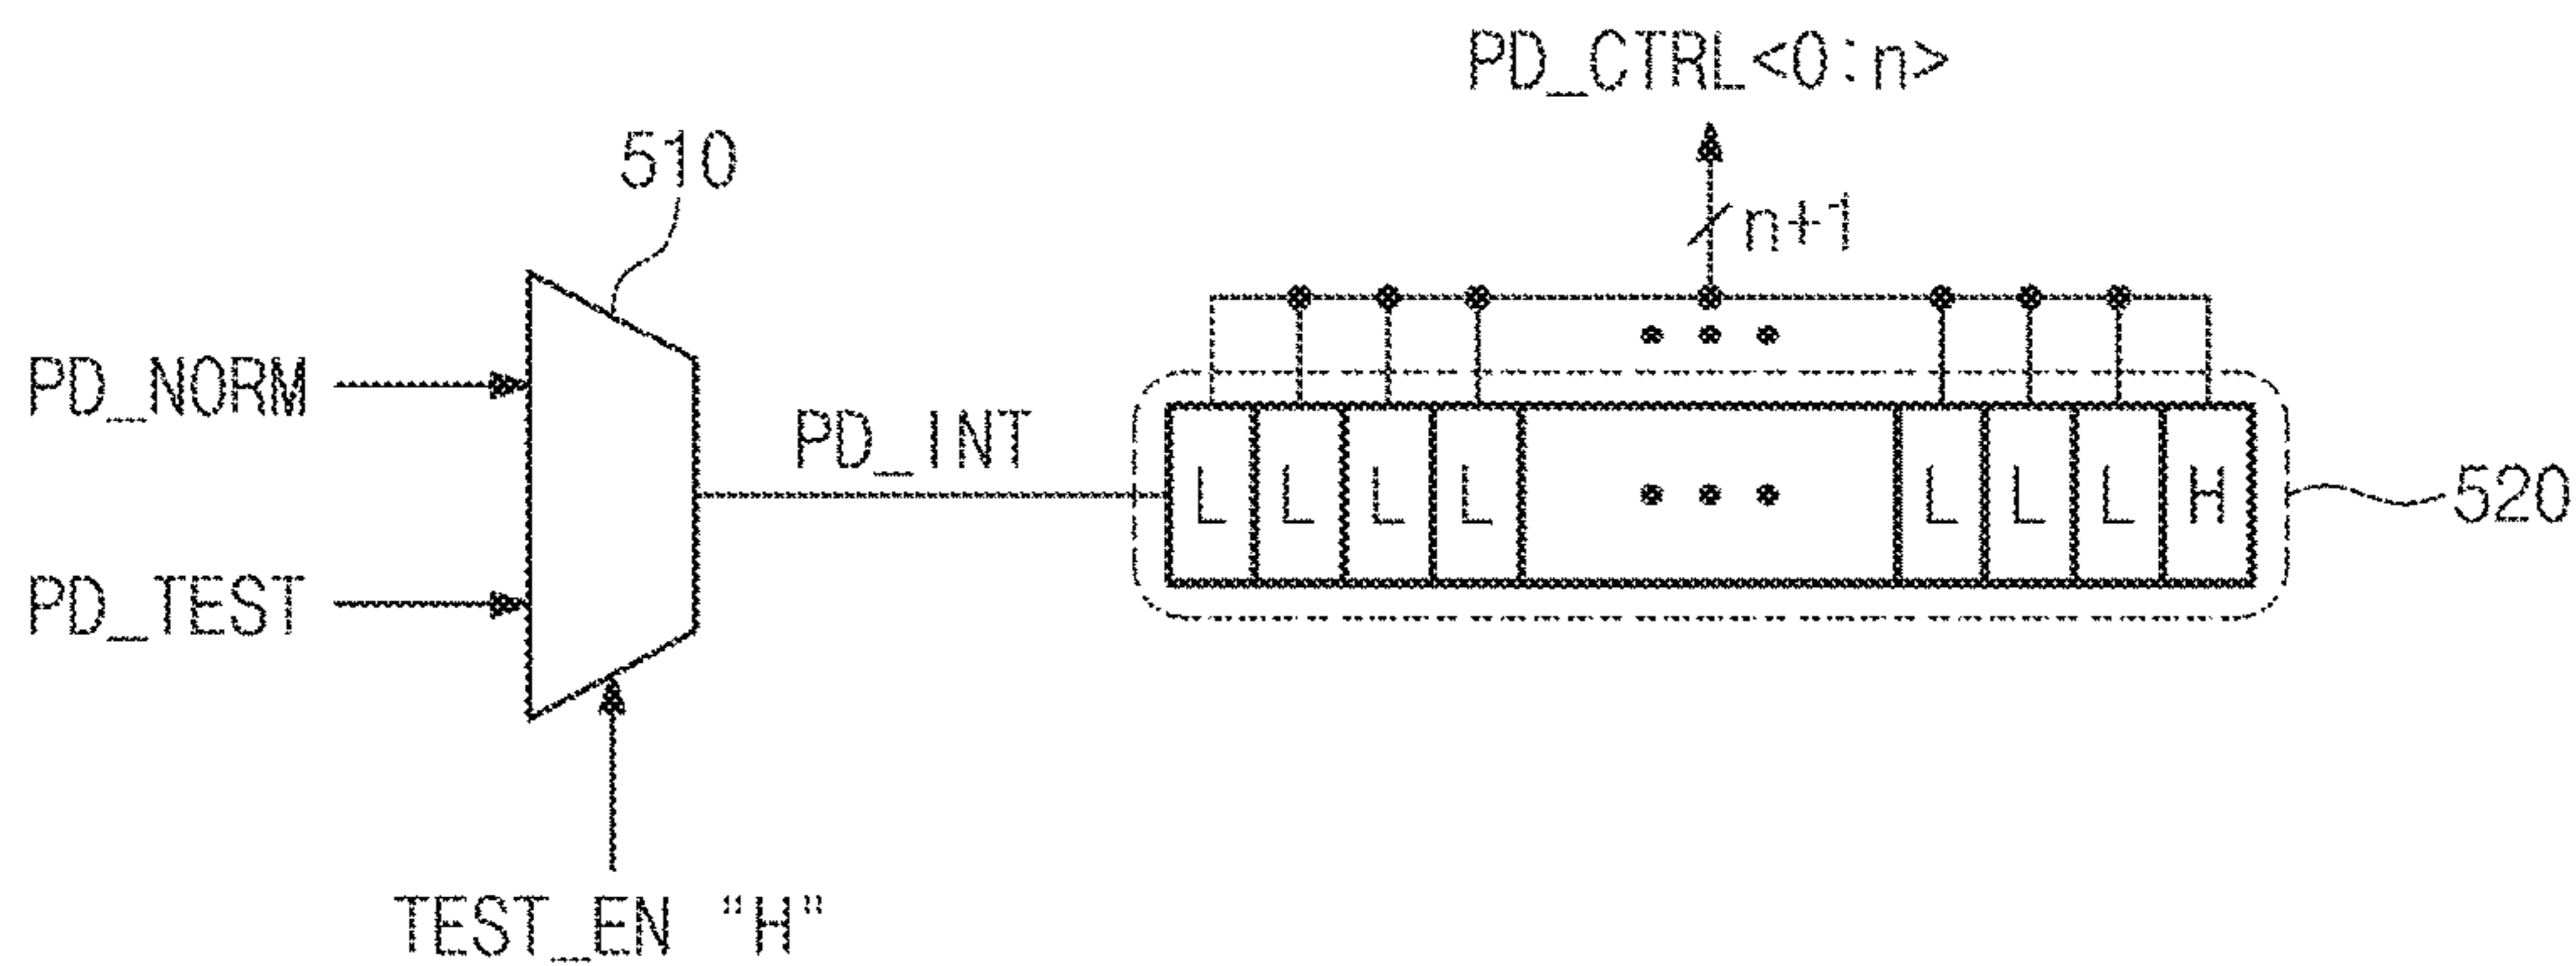 PD_CTRL<0:n>
510
n+1
PD_NORM
PD_INT
L L L L L L L H
520
PD_TEST
TEST_EN "H"